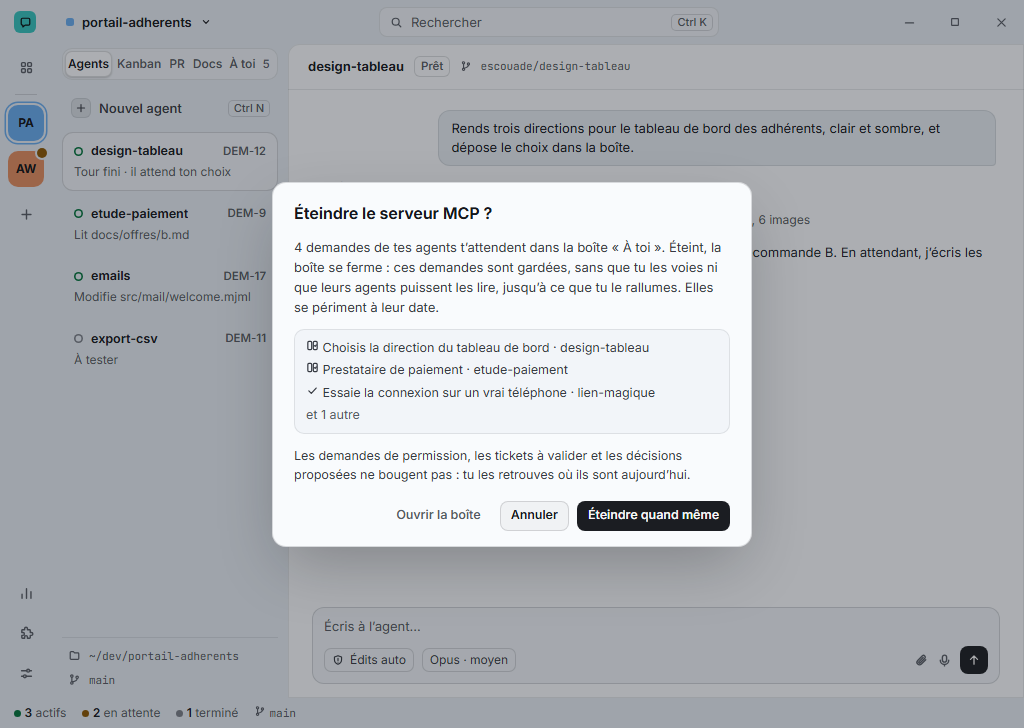 portail-adherents
Rechercher
Ctrl K
Agents Kanban PR Docs À toi 5
design-tableau Prêt escouade/design-tableau
PA
AW
Nouvel agent Ctrl N
design-tableau DEM-12
Tour fini · il attend ton choix
etude-paiement DEM-9
Lit docs/offres/b.md
emails DEM-17
Modifie src/mail/welcome.mjml
export-csv DEM-11
À tester
Rends trois directions pour le tableau de bord des adhérents, clair et sombre, et
dépose le choix dans la boîte.
, 6 images
commande B. En attendant, j’écris les
Éteindre le serveur MCP ?
4 demandes de tes agents t’attendent dans la boîte « À toi ». Éteint, la
boîte se ferme : ces demandes sont gardées, sans que tu les voies ni
que leurs agents puissent les lire, jusqu’à ce que tu le rallumes. Elles
se périment à leur date.
Choisis la direction du tableau de bord · design-tableau
Prestataire de paiement · etude-paiement
Essaie la connexion sur un vrai téléphone · lien-magique
et 1 autre
Les demandes de permission, les tickets à valider et les décisions
proposées ne bougent pas : tu les retrouves où ils sont aujourd’hui.
Ouvrir la boîte Annuler Éteindre quand même
Écris à l’agent…
Édits auto Opus · moyen
~/dev/portail-adherents
main
3 actifs 2 en attente 1 terminé main